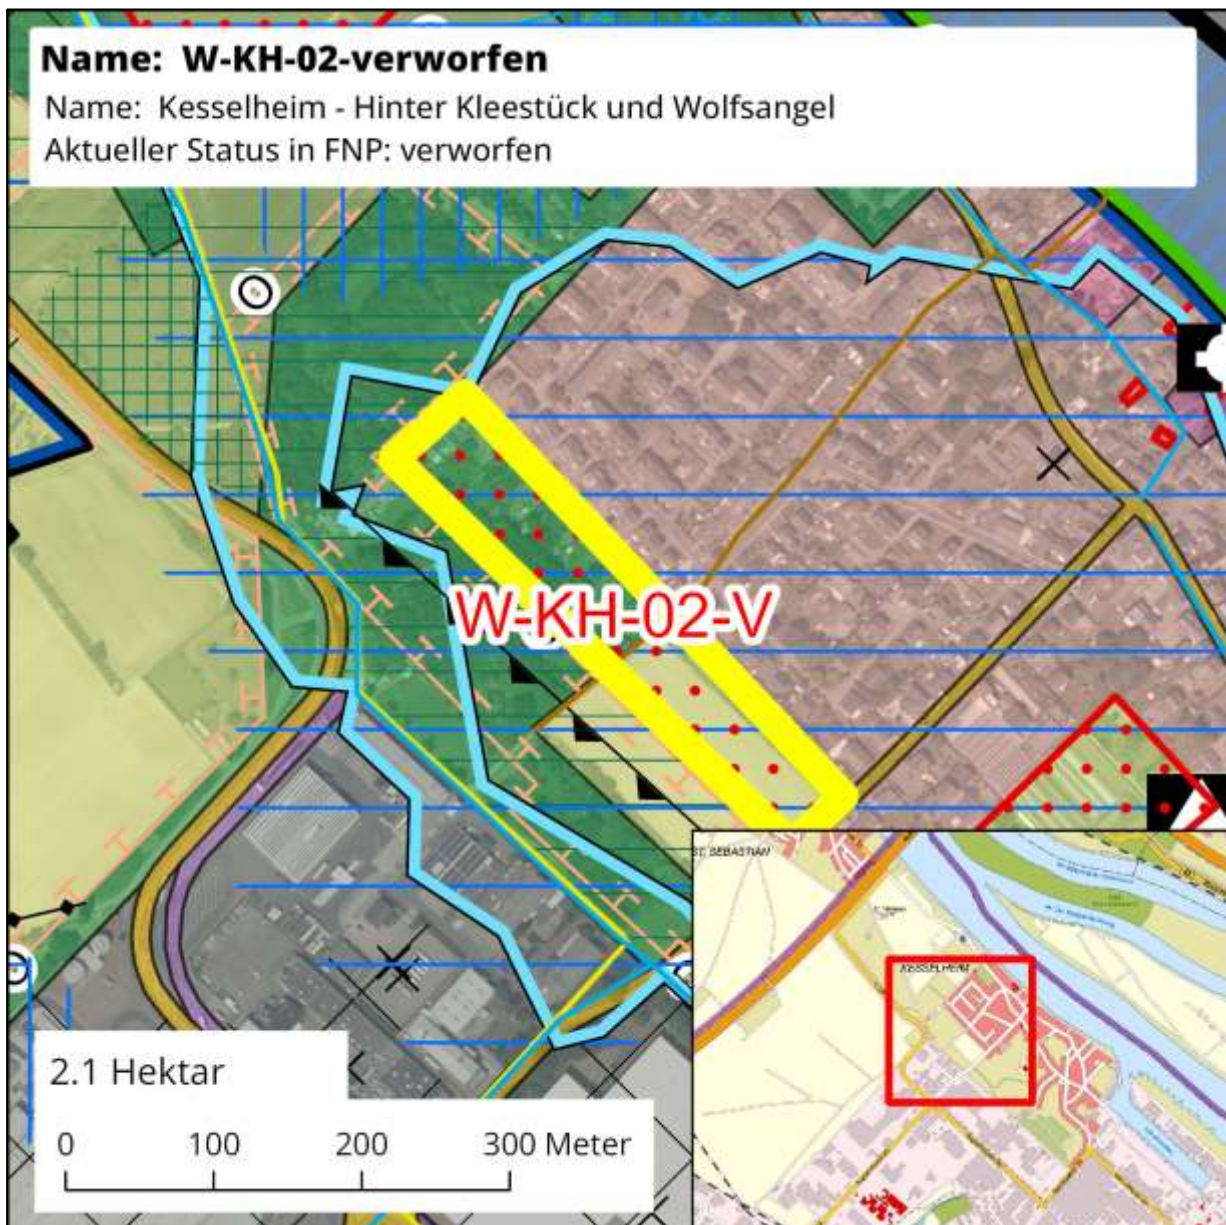 Name: W-KH-02-verworfen
Name: Kesselheim - Hinter Kleestück und Wolfsangel
Aktueller Status in FNP: verworfen
W-KH-02-V
ST. SEBASTIAN
KESSELHEIM
2.1 Hektar
0 100 200 300 Meter